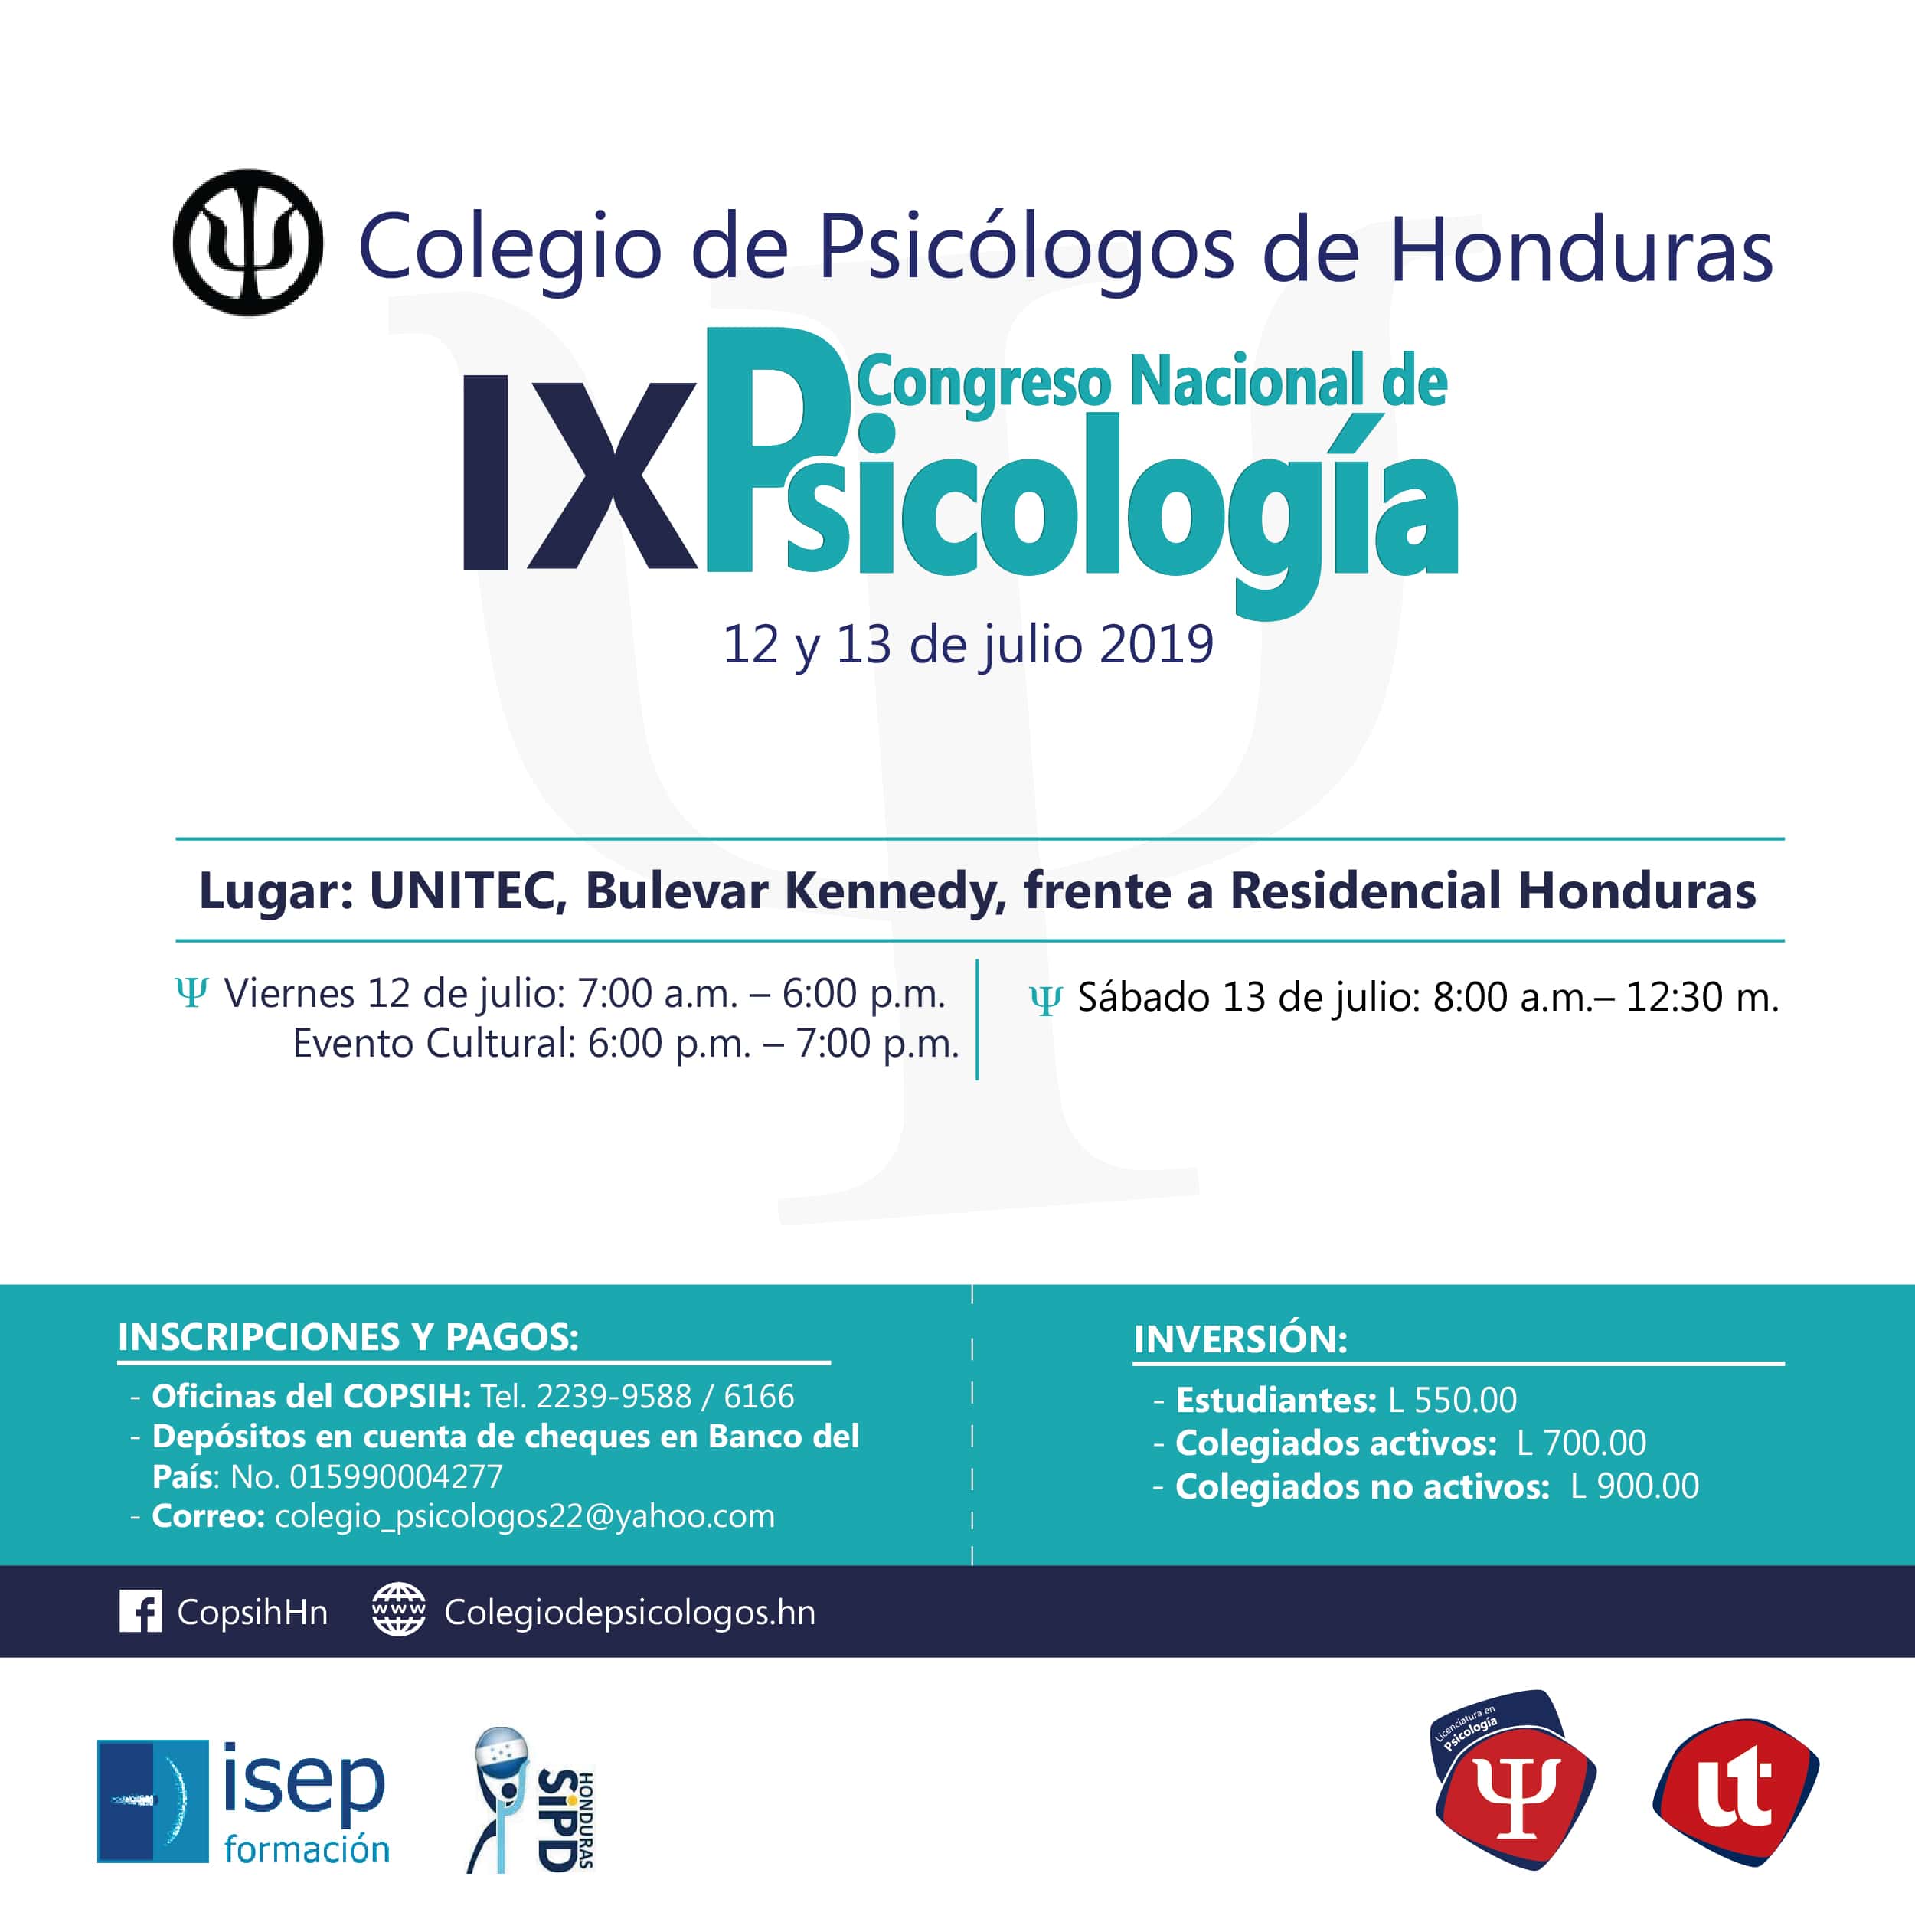 Colegio de Psicólogos de Honduras
IX Congreso Nacional de
Psicología
12 y 13 de julio 2019
Lugar: UNITEC, Bulevar Kennedy, frente a Residencial Honduras
Ψ Viernes 12 de julio: 7:00 a.m. – 6:00 p.m.
Evento Cultural: 6:00 p.m. – 7:00 p.m.
Ψ Sábado 13 de julio: 8:00 a.m.– 12:30 m.
INSCRIPCIONES Y PAGOS:
- Oficinas del COPSIH: Tel. 2239-9588 / 6166
- Depósitos en cuenta de cheques en Banco del
País: No. 015990004277
- Correo: colegio_psicologos22@yahoo.com
INVERSIÓN:
- Estudiantes: L 550.00
- Colegiados activos: L 700.00
- Colegiados no activos: L 900.00
f CopsihHn
www Colegiodepsicologos.hn
isep
formación
SiPD
HONDURAS
Licenciatura en
Psicología
Ψ
ut